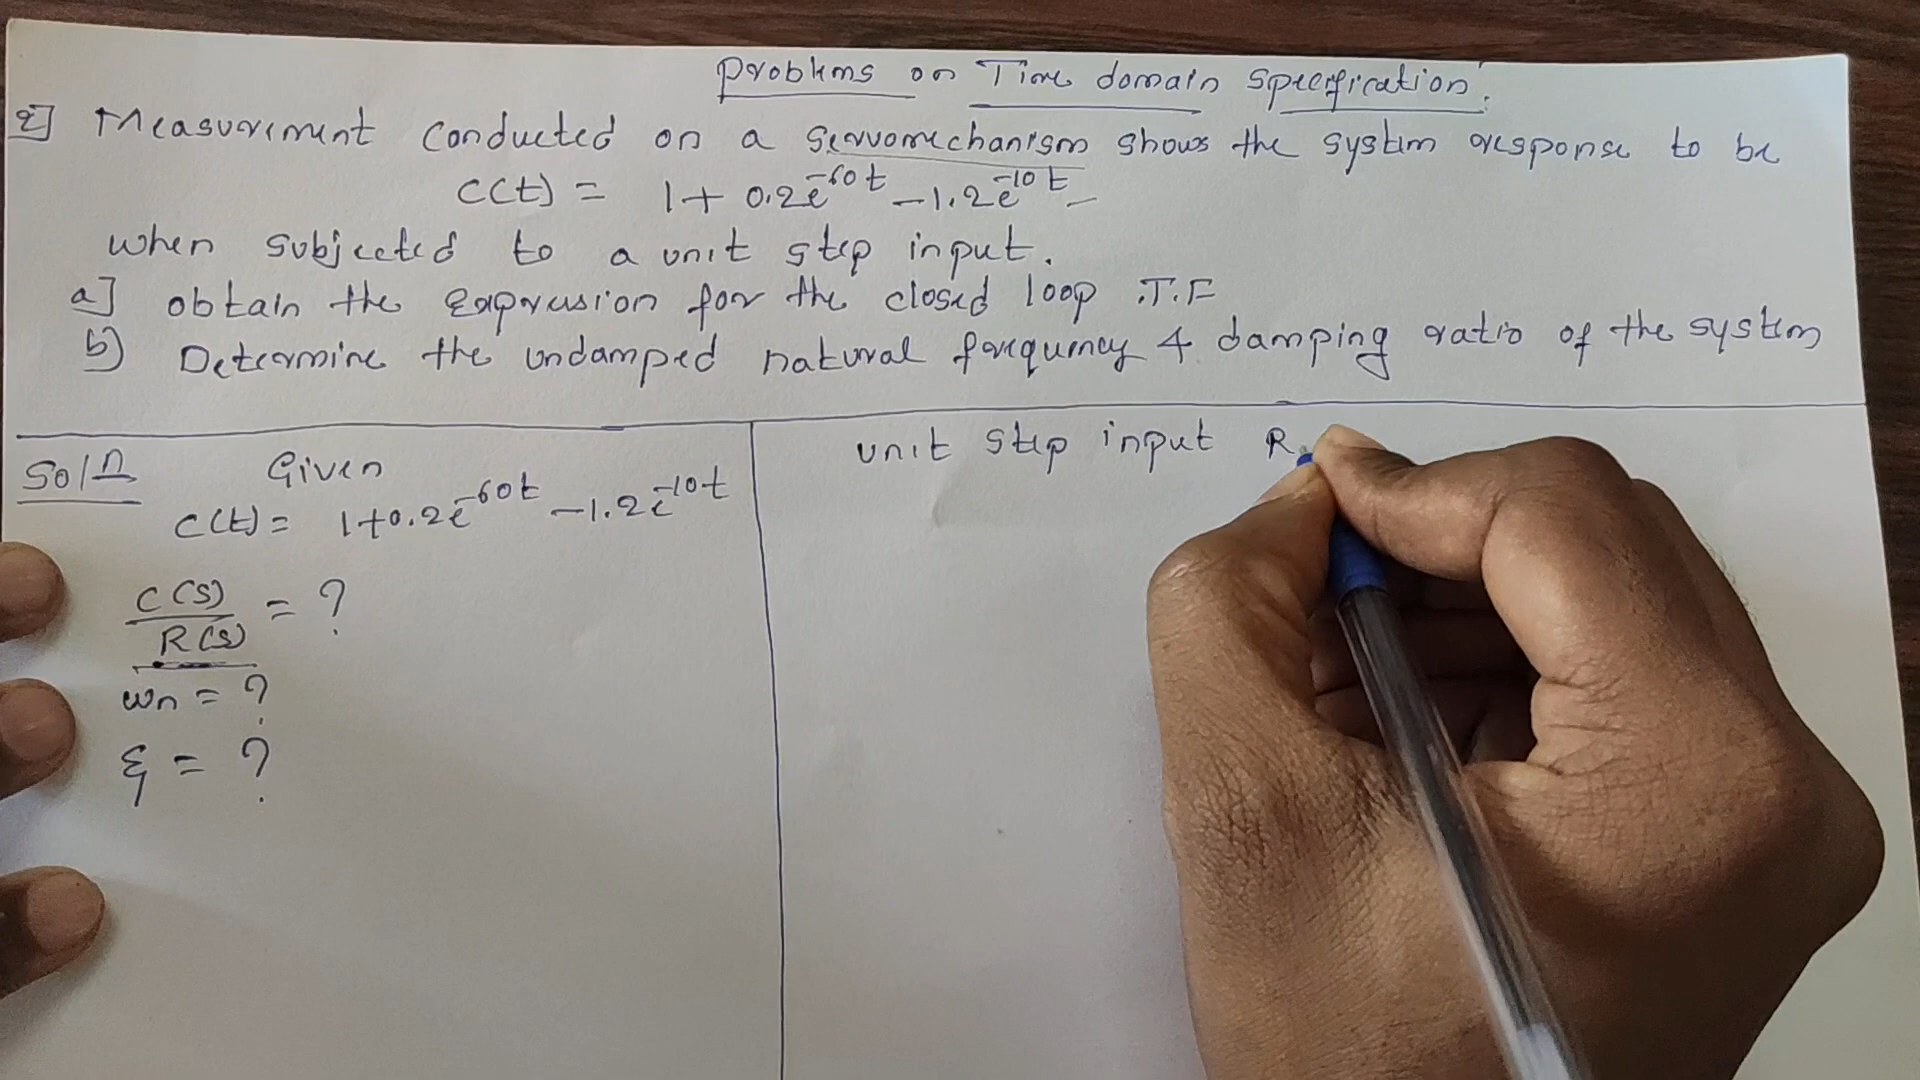 Problems on Time domain Specification.
2] Measurement Conducted on a Servomechanism shows the system response to be
C(t) = 1 + 0.2e^-60t - 1.2e^-10t
when subjected to a unit step input.
a] obtain the Expression for the closed loop .T.F
b) Determine the undamped natural frequency & damping ratio of the system
Soln Given
C(t) = 1+0.2e^-60t - 1.2e^-10t
C(s)/R(s) = ?
wn = ?
ξ = ?
unit step input R